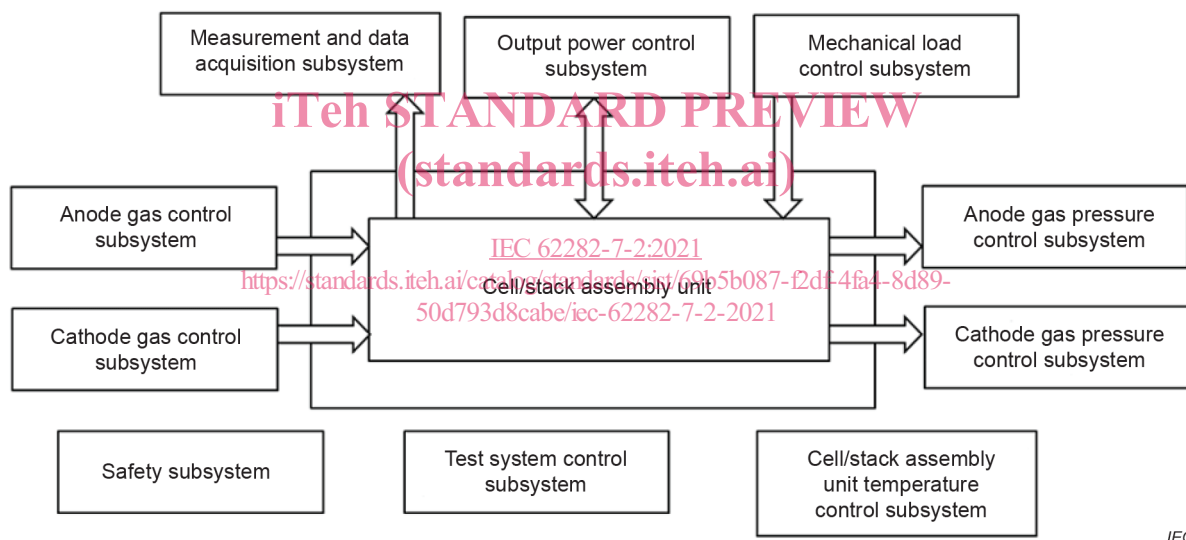 Measurement and data
acquisition subsystem
Output power control
subsystem
Mechanical load
control subsystem
iTeh STANDARD PREVIEW
(standards.iteh.ai)
Anode gas control
subsystem
Anode gas pressure
control subsystem
IEC 62282-7-2:2021
https://standards.iteh.ai/catalog/standards/sist/69b5b087-f2df-4fa4-8d89-
Cell/stack assembly unit
50d793d8cabe/iec-62282-7-2-2021
Cathode gas control
subsystem
Cathode gas pressure
control subsystem
Safety subsystem
Test system control
subsystem
Cell/stack assembly
unit temperature
control subsystem
IEC